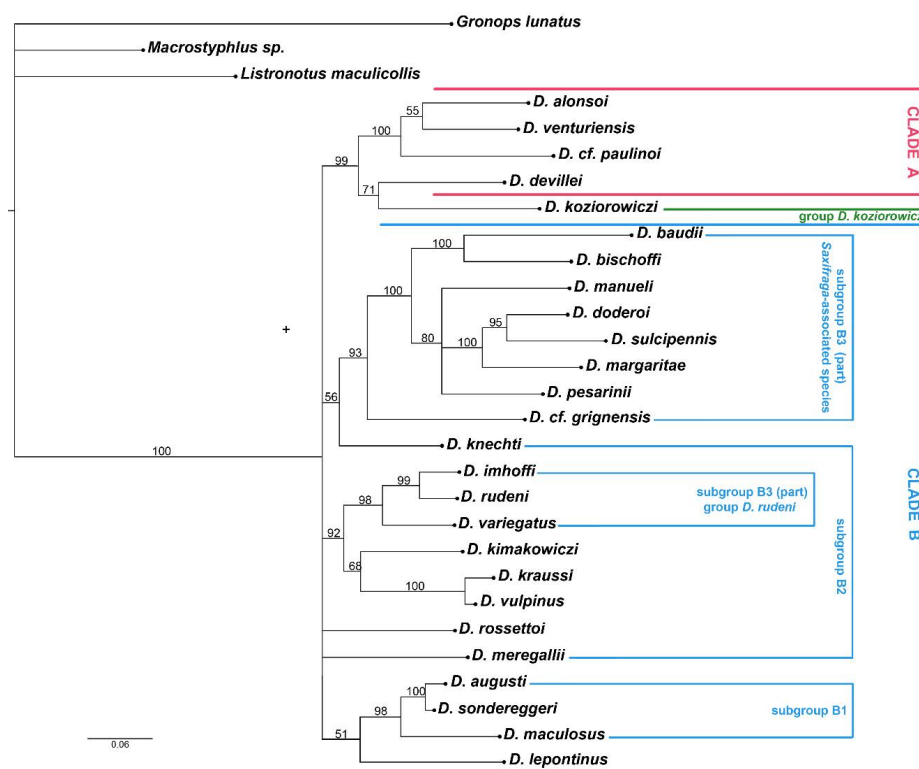 Gronops lunatus
Macrostyphlus sp.
Listronotus maculicollis
D. alonsoi
55
D. venturiensis
100
D. cf. paulinoi
99
D. devillei
71
D. koziorowiczi
CLADE A
group D. koziorowicz
D. baudii
100
D. bischoffi
100
D. manueli
D. doderoi
95
D. sulcipennis
80
100
93
D. margaritae
D. pesarinii
56
D. cf. grignensis
subgroup B3 (part)
Saxifraga-associated species
+
100
D. knechti
D. imhoffi
99
D. rudeni
98
D. variegatus
subgroup B3 (part)
group D. rudeni
92
D. kimakowiczi
68
D. kraussi
100
D. vulpinus
D. rossettoi
D. meregallii
subgroup B2
CLADE B
D. augusti
100
D. sondereggeri
98
D. maculosus
51
D. lepontinus
subgroup B1
0.06